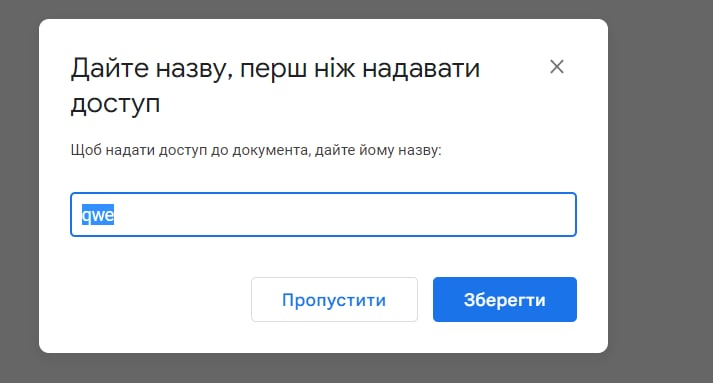 Дайте назву, перш ніж надавати
доступ
Щоб надати доступ до документа, дайте йому назву:
qwe
Пропустити
Зберегти